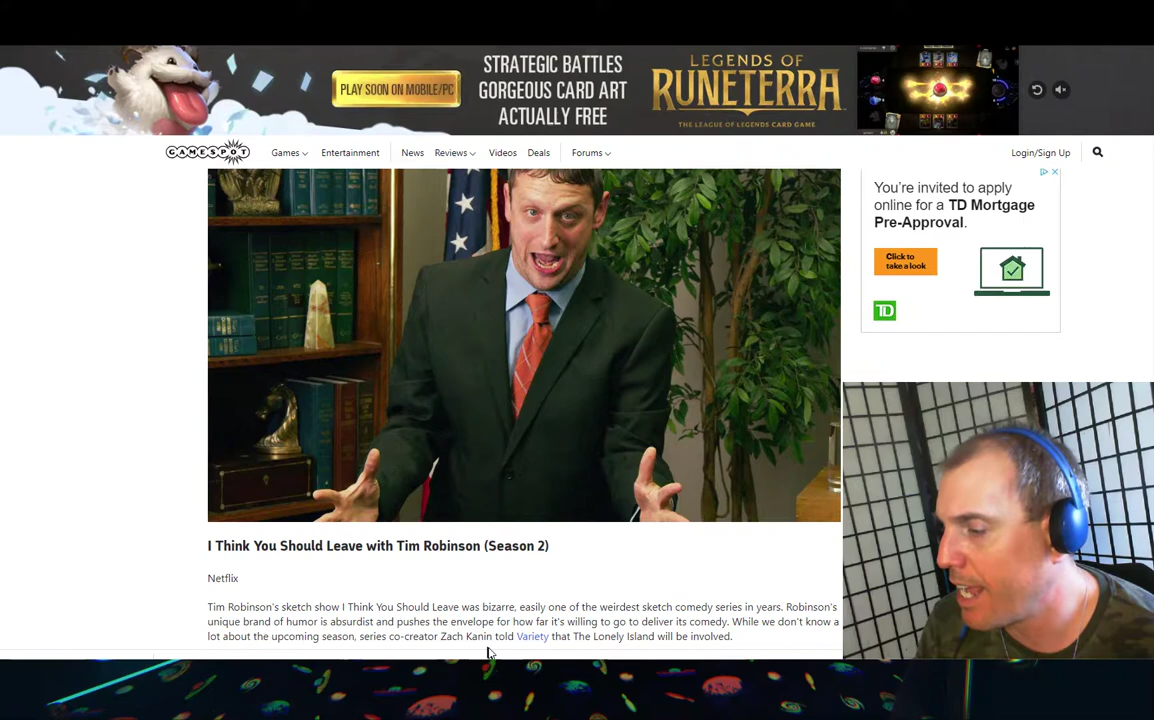 PLAY SOON ON MOBILE/PC
STRATEGIC BATTLES
GORGEOUS CARD ART
ACTUALLY FREE
LEGENDS OF
RUNETERRA
THE LEAGUE OF LEGENDS CARD GAME
GAMESPOT
Games
Entertainment
News
Reviews
Videos
Deals
Forums
Login/Sign Up
You're invited to apply
online for a TD Mortgage
Pre-Approval.
Click to
take a look
TD
I Think You Should Leave with Tim Robinson (Season 2)
Netflix
Tim Robinson's sketch show I Think You Should Leave was bizarre, easily one of the weirdest sketch comedy series in years. Robinson's
unique brand of humor is absurdist and pushes the envelope for how far it's willing to go to deliver its comedy. While we don't know a
lot about the upcoming season, series co-creator Zach Kanin told Variety that The Lonely Island will be involved.